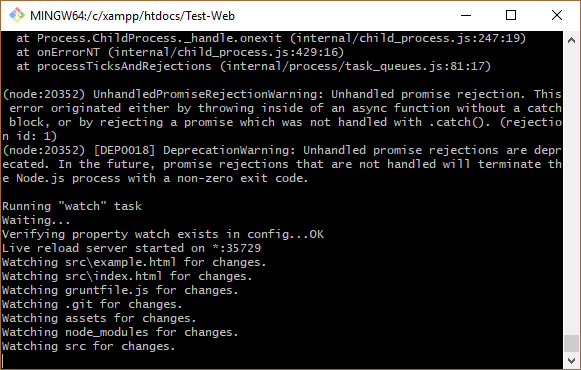 MINGW64:/c/xampp/htdocs/Test-Web
at Process.ChildProcess._handle.onexit (internal/child_process.js:247:19)
at onErrorNT (internal/child_process.js:429:16)
at processTicksAndRejections (internal/process/task_queues.js:81:17)
(node:20352) UnhandledPromiseRejectionWarning: Unhandled promise rejection. This
error originated either by throwing inside of an async function without a catch
block, or by rejecting a promise which was not handled with .catch(). (rejectio
n id: 1)
(node:20352) [DEP0018] DeprecationWarning: Unhandled promise rejections are depr
ecated. In the future, promise rejections that are not handled will terminate th
e Node.js process with a non-zero exit code.
Running "watch" task
Waiting...
Verifying property watch exists in config...OK
Live reload server started on *:35729
Watching src\example.html for changes.
Watching src\index.html for changes.
Watching gruntfile.js for changes.
Watching .git for changes.
Watching assets for changes.
Watching node_modules for changes.
Watching src for changes.